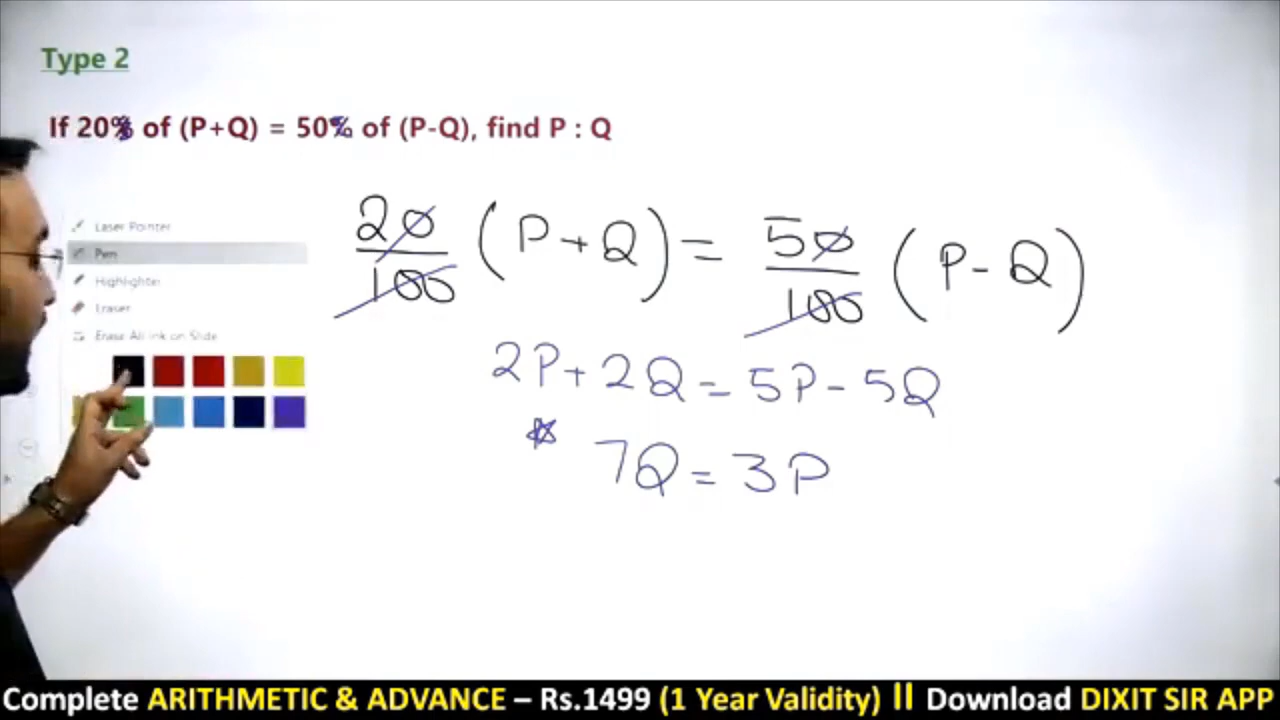 Type 2
If 20% of (P+Q) = 50% of (P-Q), find P : Q
Laser Pointer
Pen
Highlighter
Eraser
Erase All Ink on Slide
20/100 (P+Q) = 50/100 (P-Q)
2P+2Q=5P-5Q
7Q=3P
Complete ARITHMETIC & ADVANCE – Rs.1499 (1 Year Validity) II Download DIXIT SIR APP